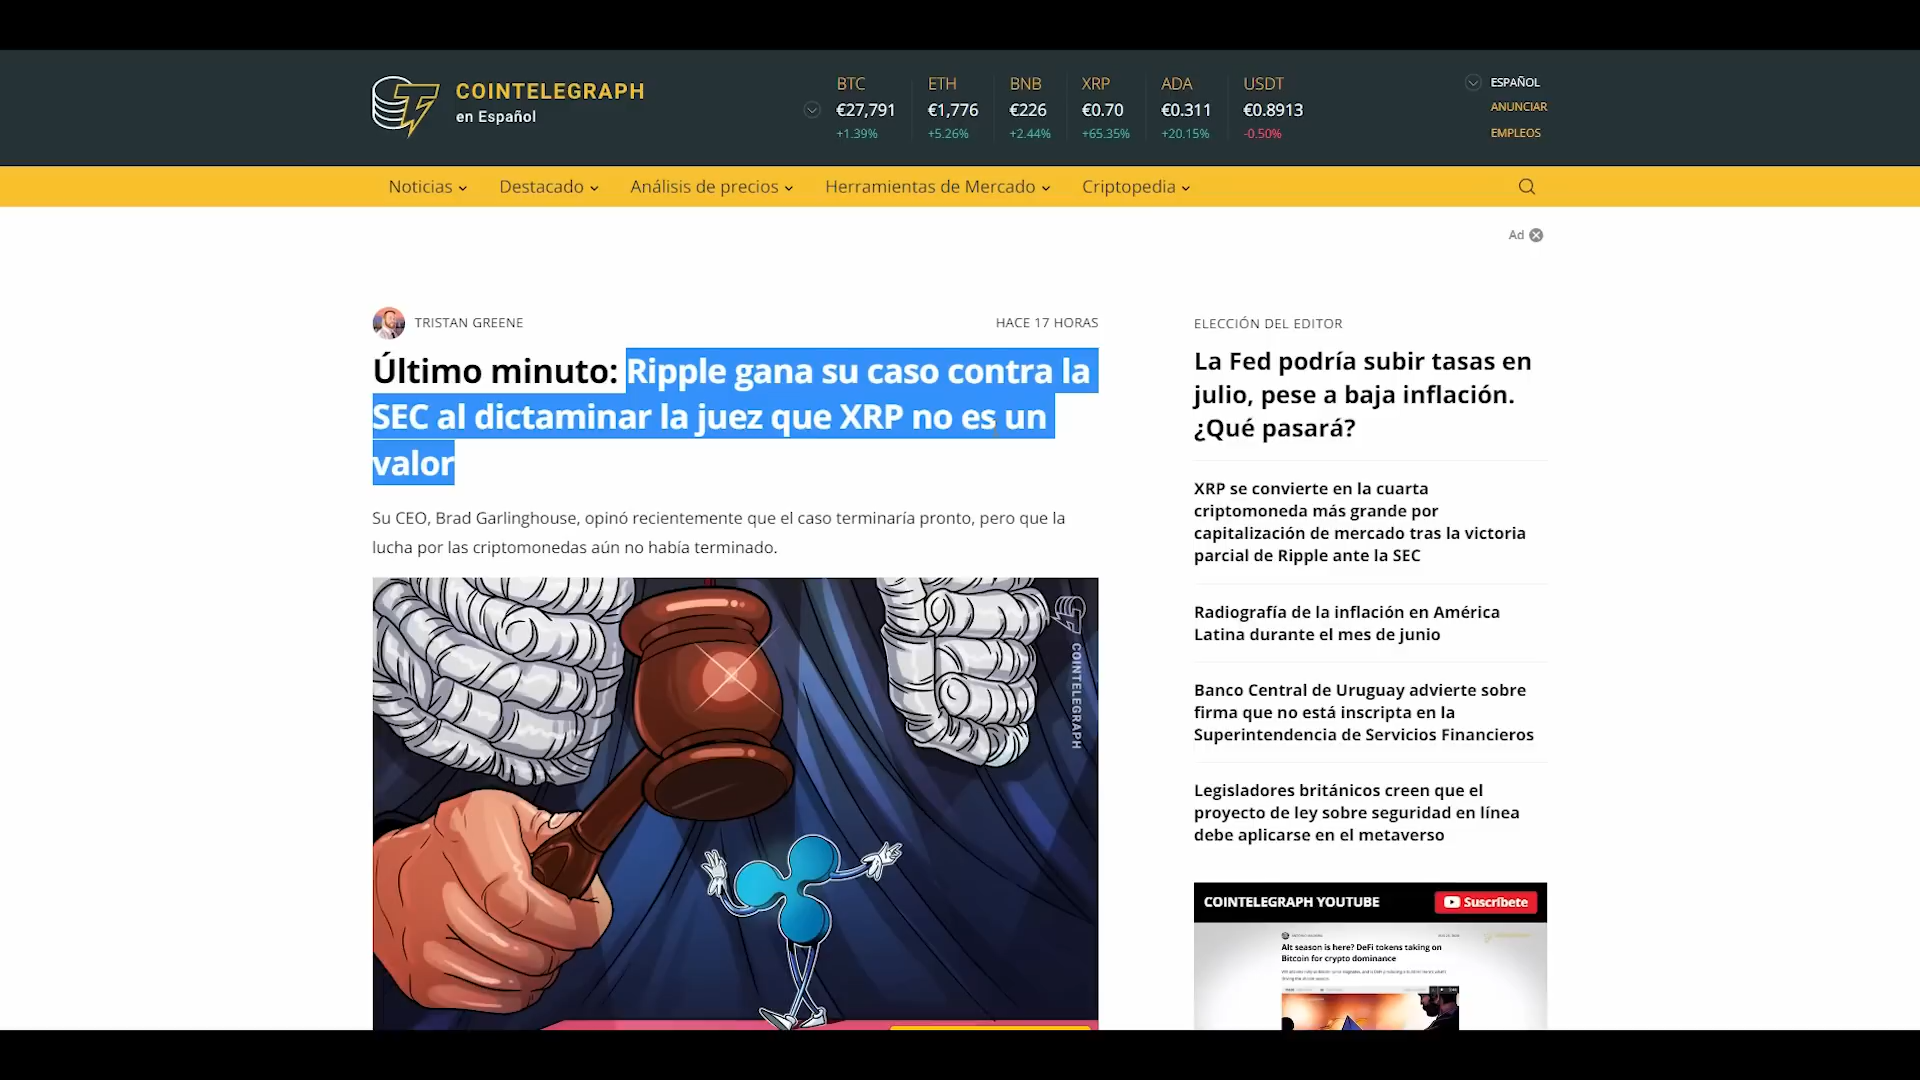 COINTELEGRAPH
en Español
BTC
€27,791
+1.39%
ETH
€1,776
+5.26%
BNB
€226
+2.44%
XRP
€0.70
+65.35%
ADA
€0.311
+20.15%
USDT
€0.8913
-0.50%
ESPAÑOL
ANUNCIAR
EMPLEOS
Noticias
Destacado
Análisis de precios
Herramientas de Mercado
Criptopedia
Ad
TRISTAN GREENE
HACE 17 HORAS
Último minuto: Ripple gana su caso contra la
SEC al dictaminar la juez que XRP no es un
valor
Su CEO, Brad Garlinghouse, opinó recientemente que el caso terminaría pronto, pero que la
lucha por las criptomonedas aún no había terminado.
COINTELEGRAPH
ELECCIÓN DEL EDITOR
La Fed podría subir tasas en
julio, pese a baja inflación.
¿Qué pasará?
XRP se convierte en la cuarta
criptomoneda más grande por
capitalización de mercado tras la victoria
parcial de Ripple ante la SEC
Radiografía de la inflación en América
Latina durante el mes de junio
Banco Central de Uruguay advierte sobre
firma que no está inscripta en la
Superintendencia de Servicios Financieros
Legisladores británicos creen que el
proyecto de ley sobre seguridad en línea
debe aplicarse en el metaverso
COINTELEGRAPH YOUTUBE
Suscríbete
Alt season is here? DeFi tokens taking on
Bitcoin for crypto dominance